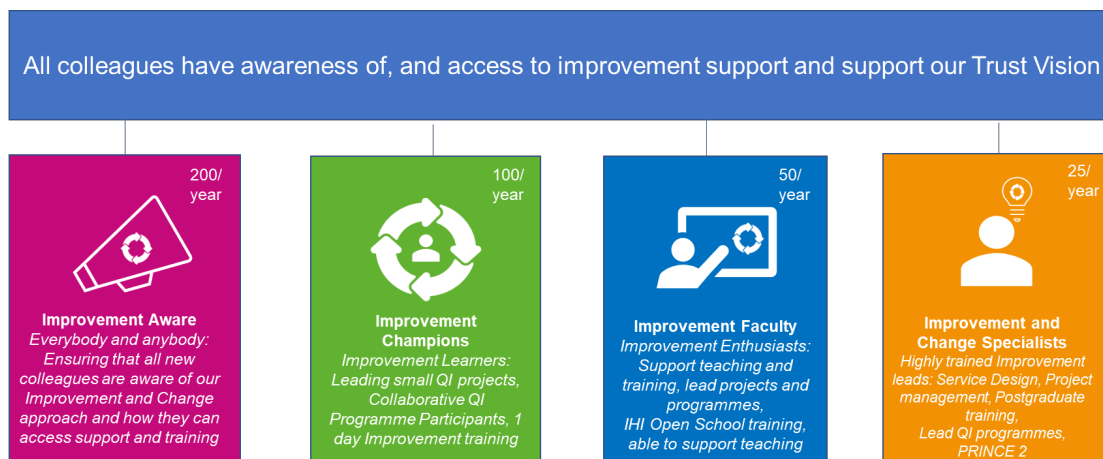 All colleagues have awareness of, and access to improvement support and support our Trust Vision
200/
year
Improvement Aware
Everybody and anybody:
Ensuring that all new
colleagues are aware of our
Improvement and Change
approach and how they can
access support and training
100/
year
Improvement
Champions
Improvement Learners:
Leading small QI projects,
Collaborative QI
Programme Participants, 1
day Improvement training
50/
year
Improvement Faculty
Improvement Enthusiasts:
Support teaching and
training, lead projects and
programmes,
IHI Open School training,
able to support teaching
25/
year
Improvement and
Change Specialists
Highly trained Improvement
leads: Service Design, Project
management, Postgraduate
training,
Lead QI programmes,
PRINCE 2